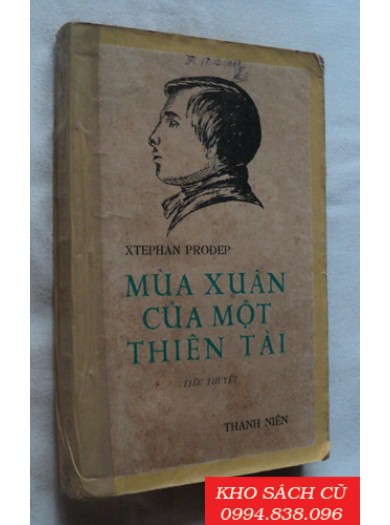 XTEPHAN PRODEP
MÙA XUÂN
CỦA MỘT
THIÊN TÀI
TIỂU THUYẾT
THANH NIÊN
KHO SÁCH CŨ
0994.838.096